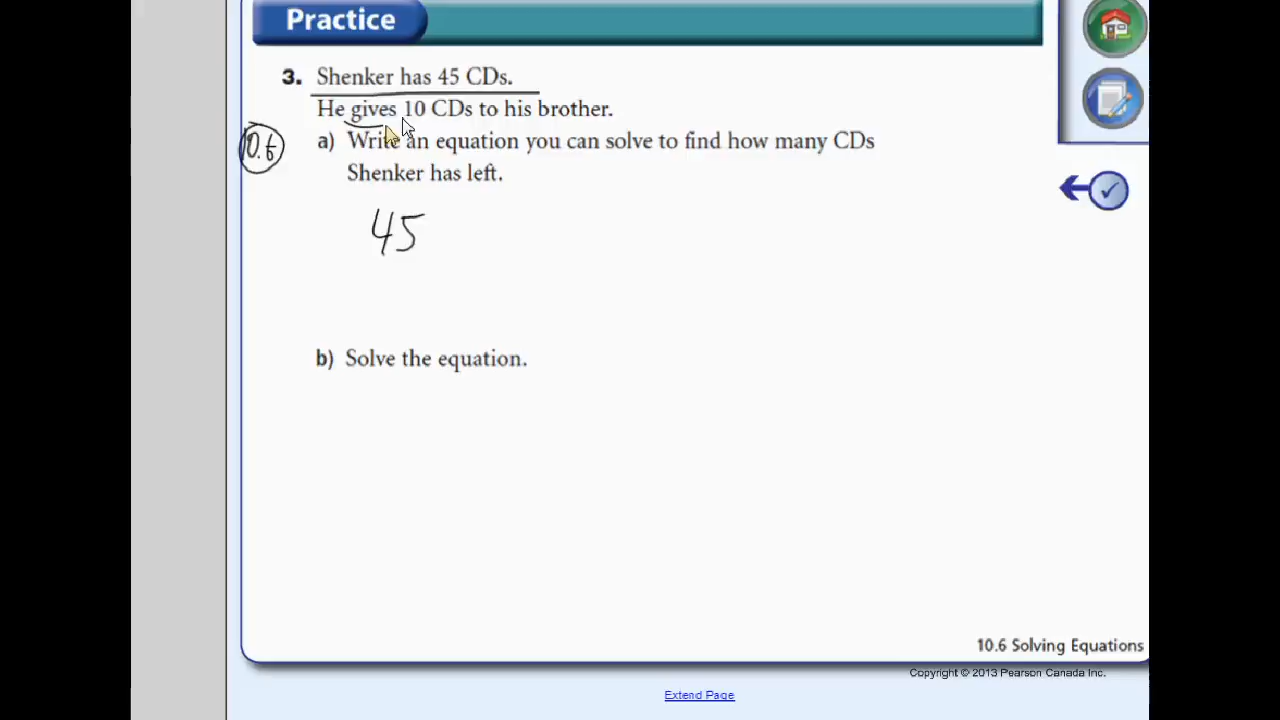 Practice
3. Shenker has 45 CDs.
He gives 10 CDs to his brother.
10.6
a) Write an equation you can solve to find how many CDs
Shenker has left.
45
b) Solve the equation.
10.6 Solving Equations
Copyright © 2013 Pearson Canada Inc.
Extend Page